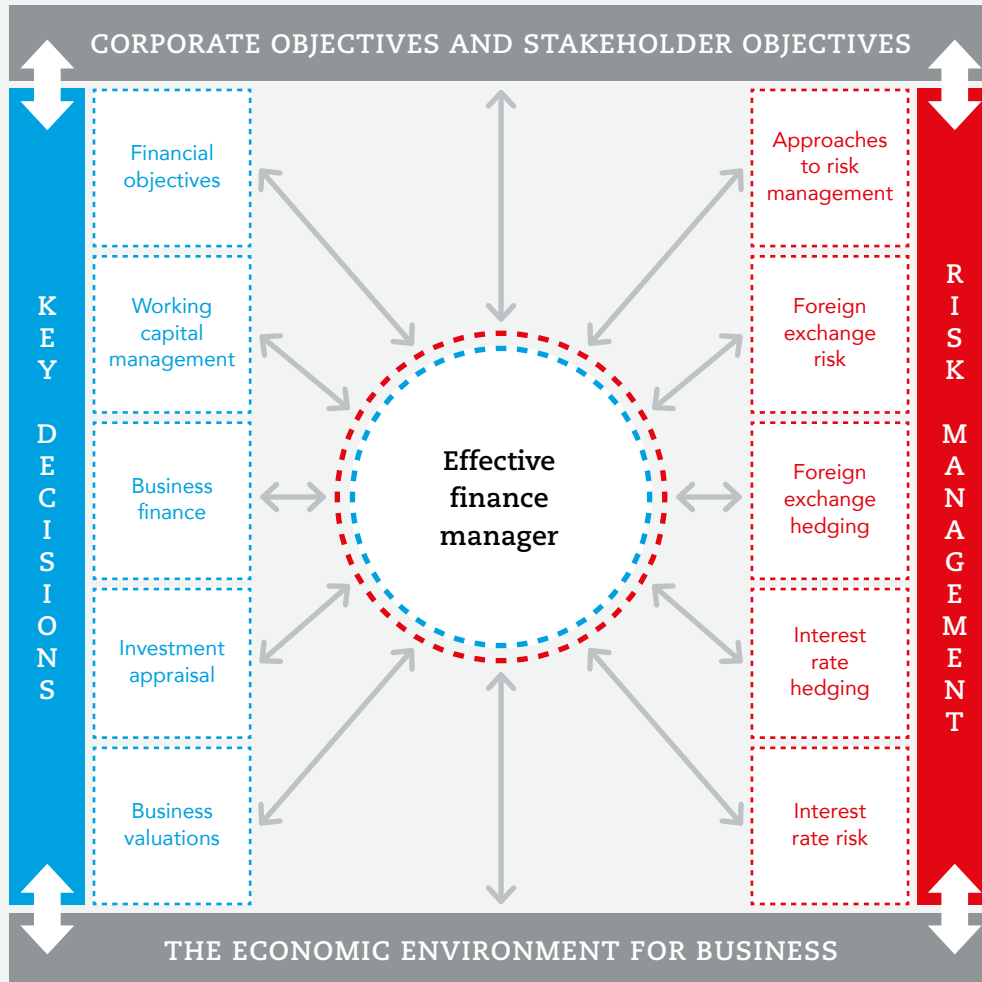 CORPORATE OBJECTIVES AND STAKEHOLDER OBJECTIVES
KEY DECISIONS
Financial
objectives
Working
capital
management
Business
finance
Investment
appraisal
Business
valuations
Effective
finance
manager
Approaches
to risk
management
Foreign
exchange
risk
Foreign
exchange
hedging
Interest
rate
hedging
Interest
rate risk
RISK MANAGEMENT
THE ECONOMIC ENVIRONMENT FOR BUSINESS